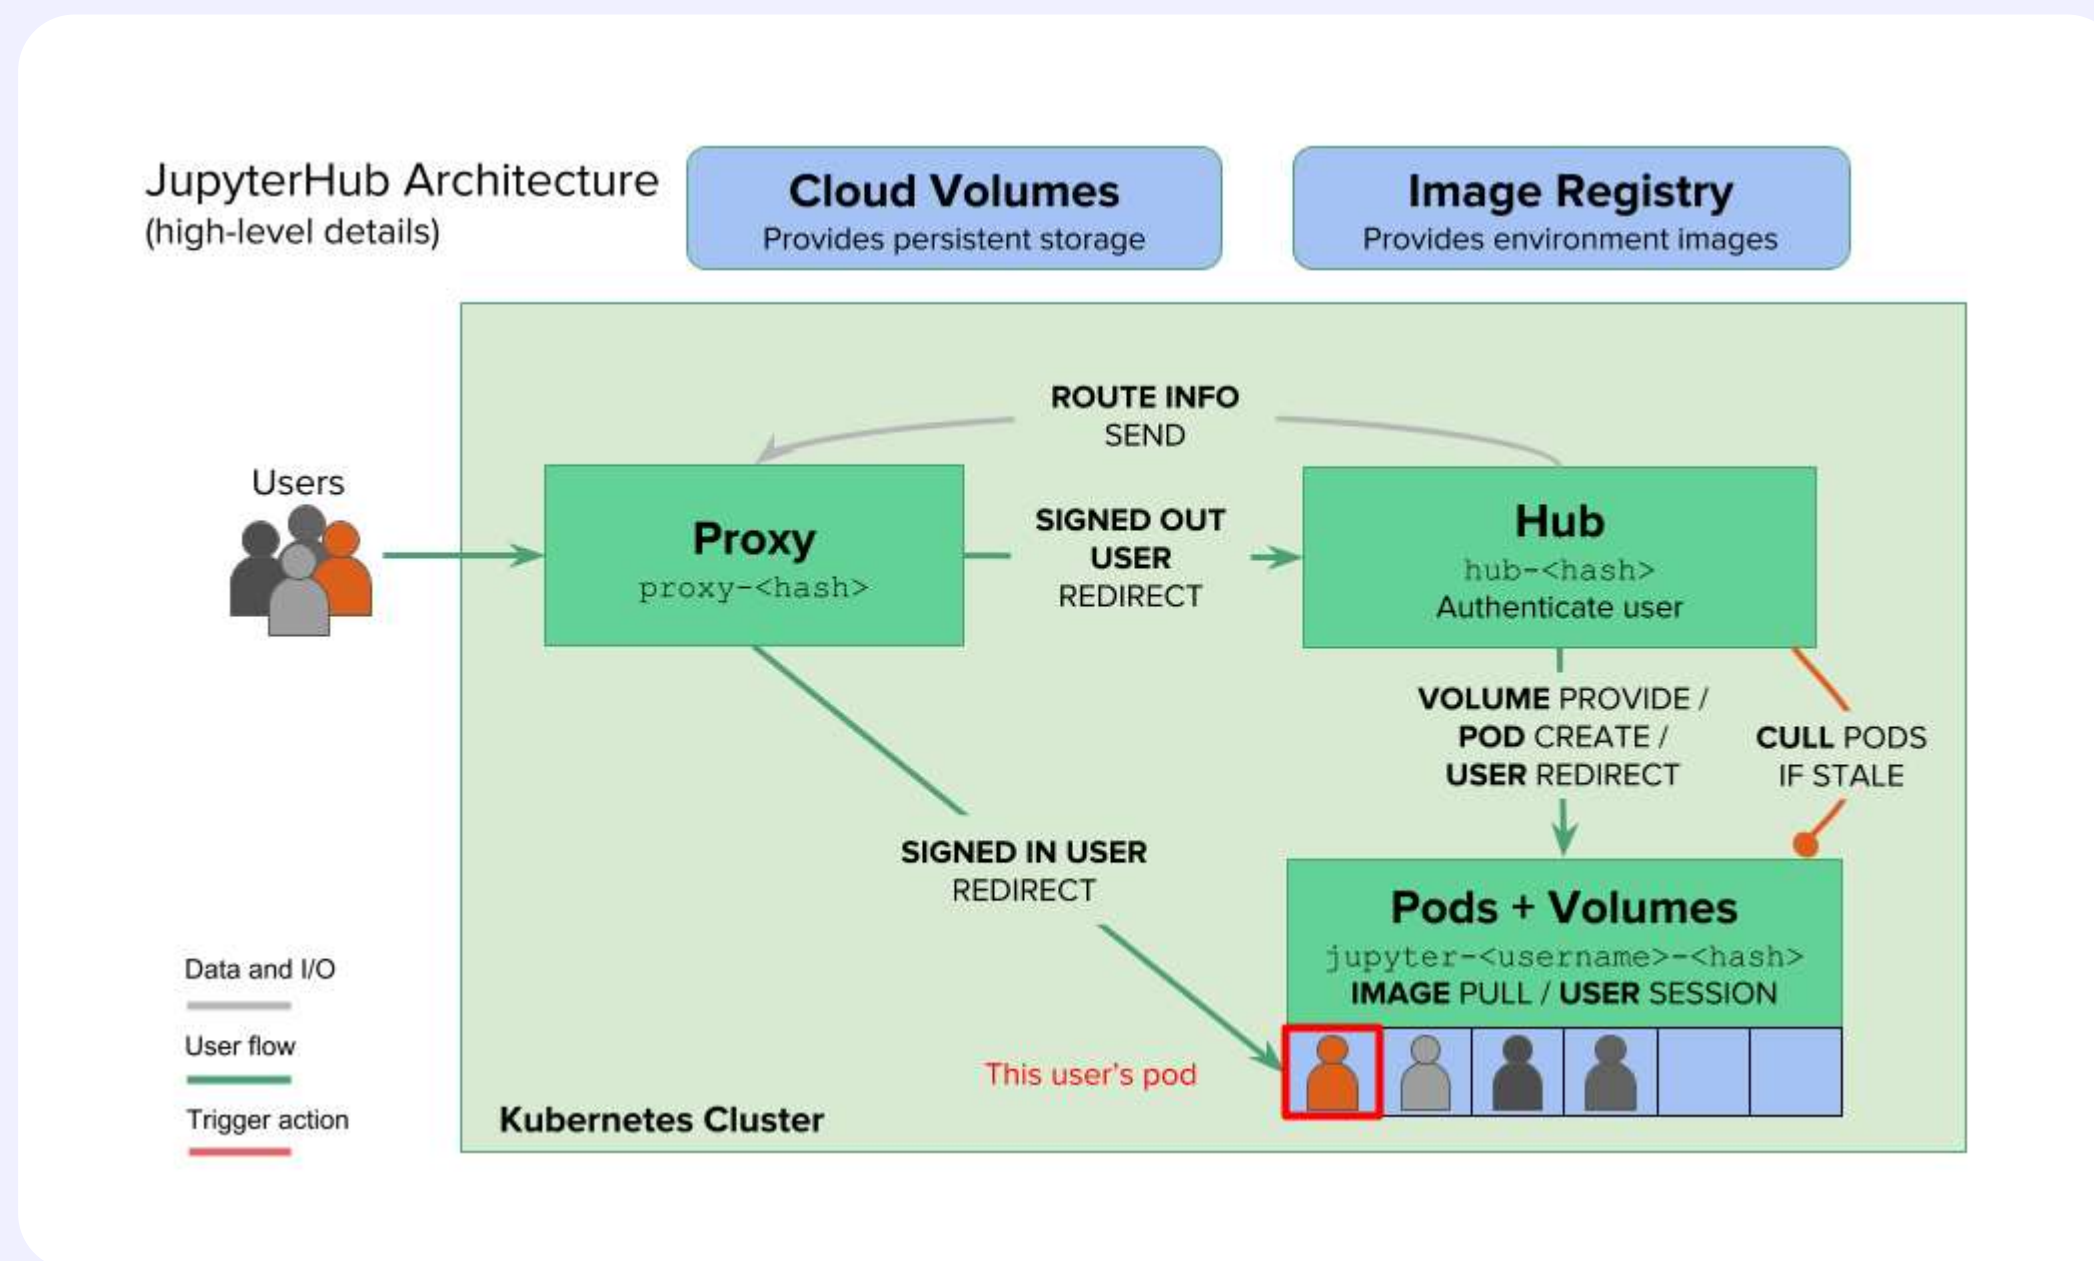 JupyterHub Architecture
(high-level details)
Cloud Volumes
Provides persistent storage
Image Registry
Provides environment images
ROUTE INFO
SEND
Users
Proxy
proxy-<hash>
SIGNED OUT
USER
REDIRECT
Hub
hub-<hash>
Authenticate user
VOLUME PROVIDE /
POD CREATE /
USER REDIRECT
CULL PODS
IF STALE
SIGNED IN USER
REDIRECT
Pods + Volumes
jupyter-<username>-<hash>
IMAGE PULL / USER SESSION
This user's pod
Kubernetes Cluster
Data and I/O
User flow
Trigger action